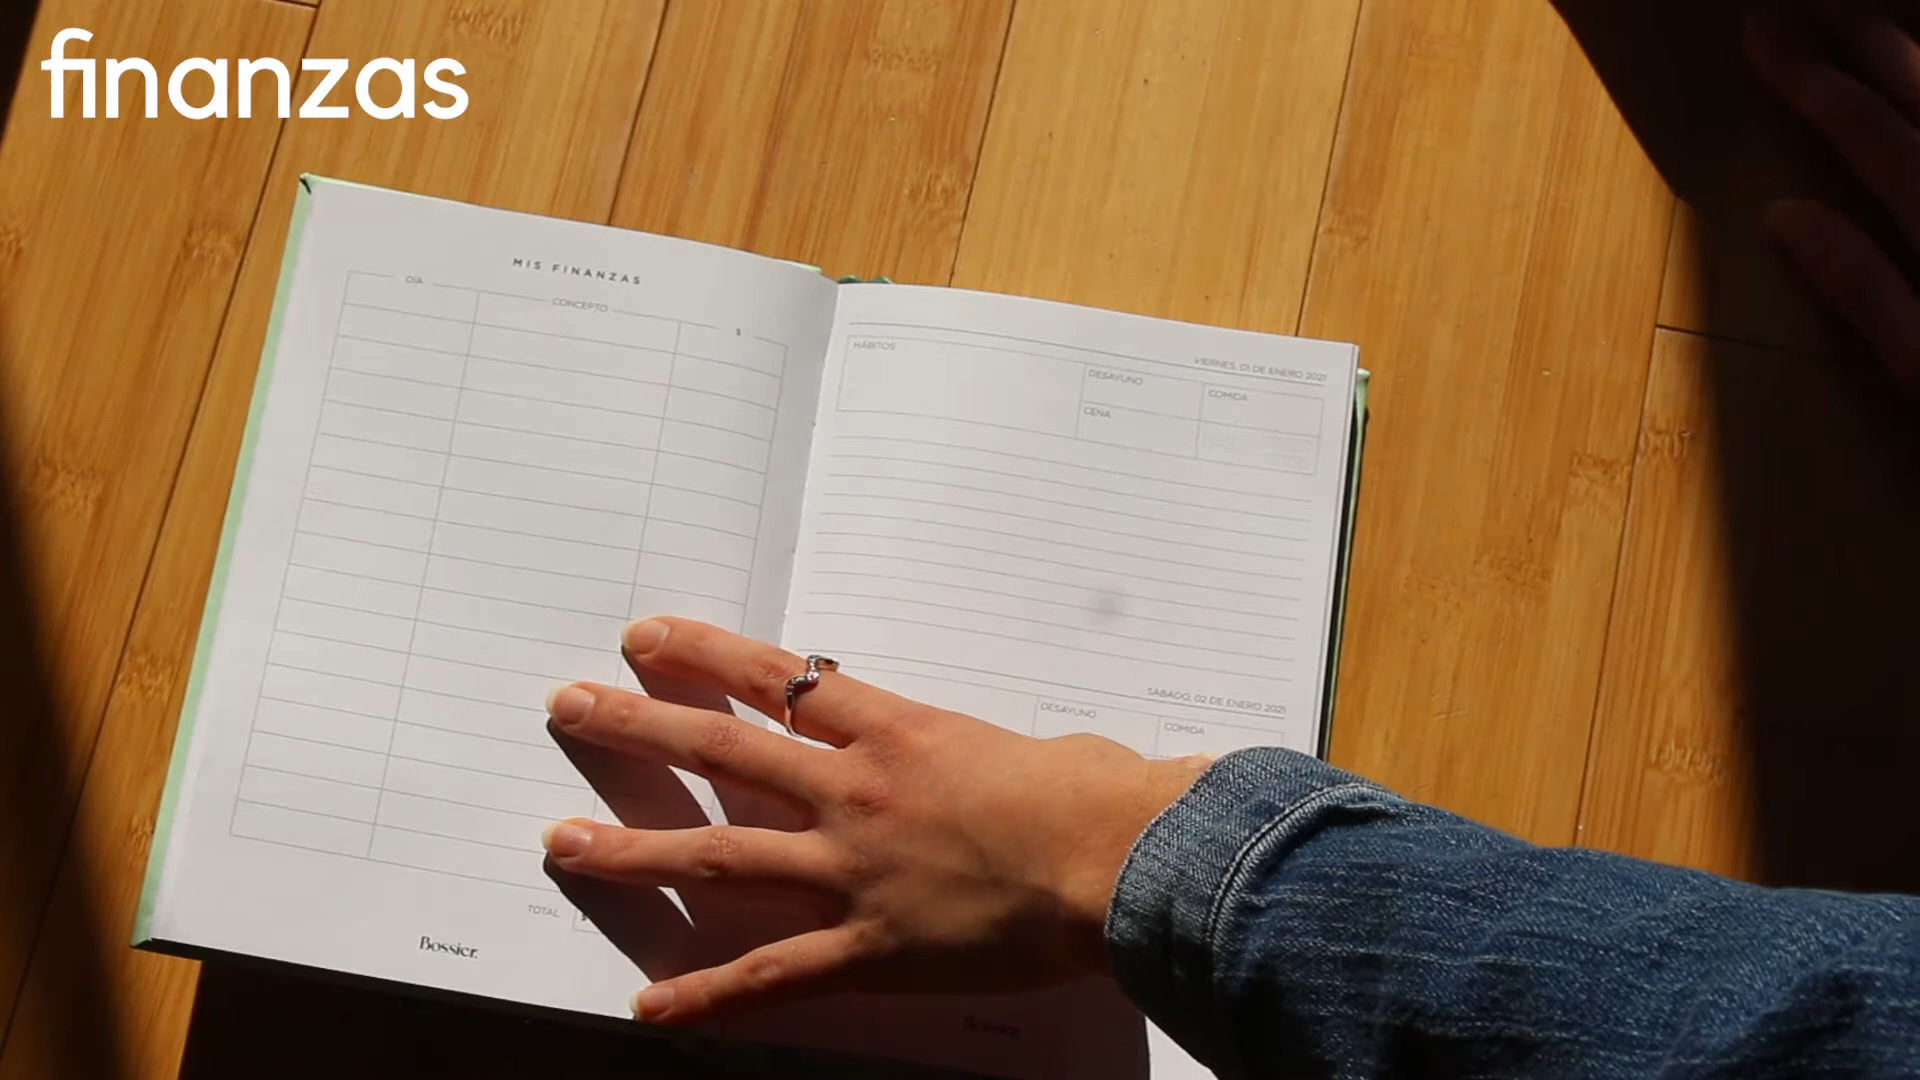 finanzas
MIS FINANZAS
DÍA
CONCEPTO
$
TOTAL
$
Bossier.
VIERNES, 01 DE ENERO 2021
HÁBITOS
DESAYUNO
COMIDA
CENA
SÁBADO, 02 DE ENERO 2021
DESAYUNO
COMIDA